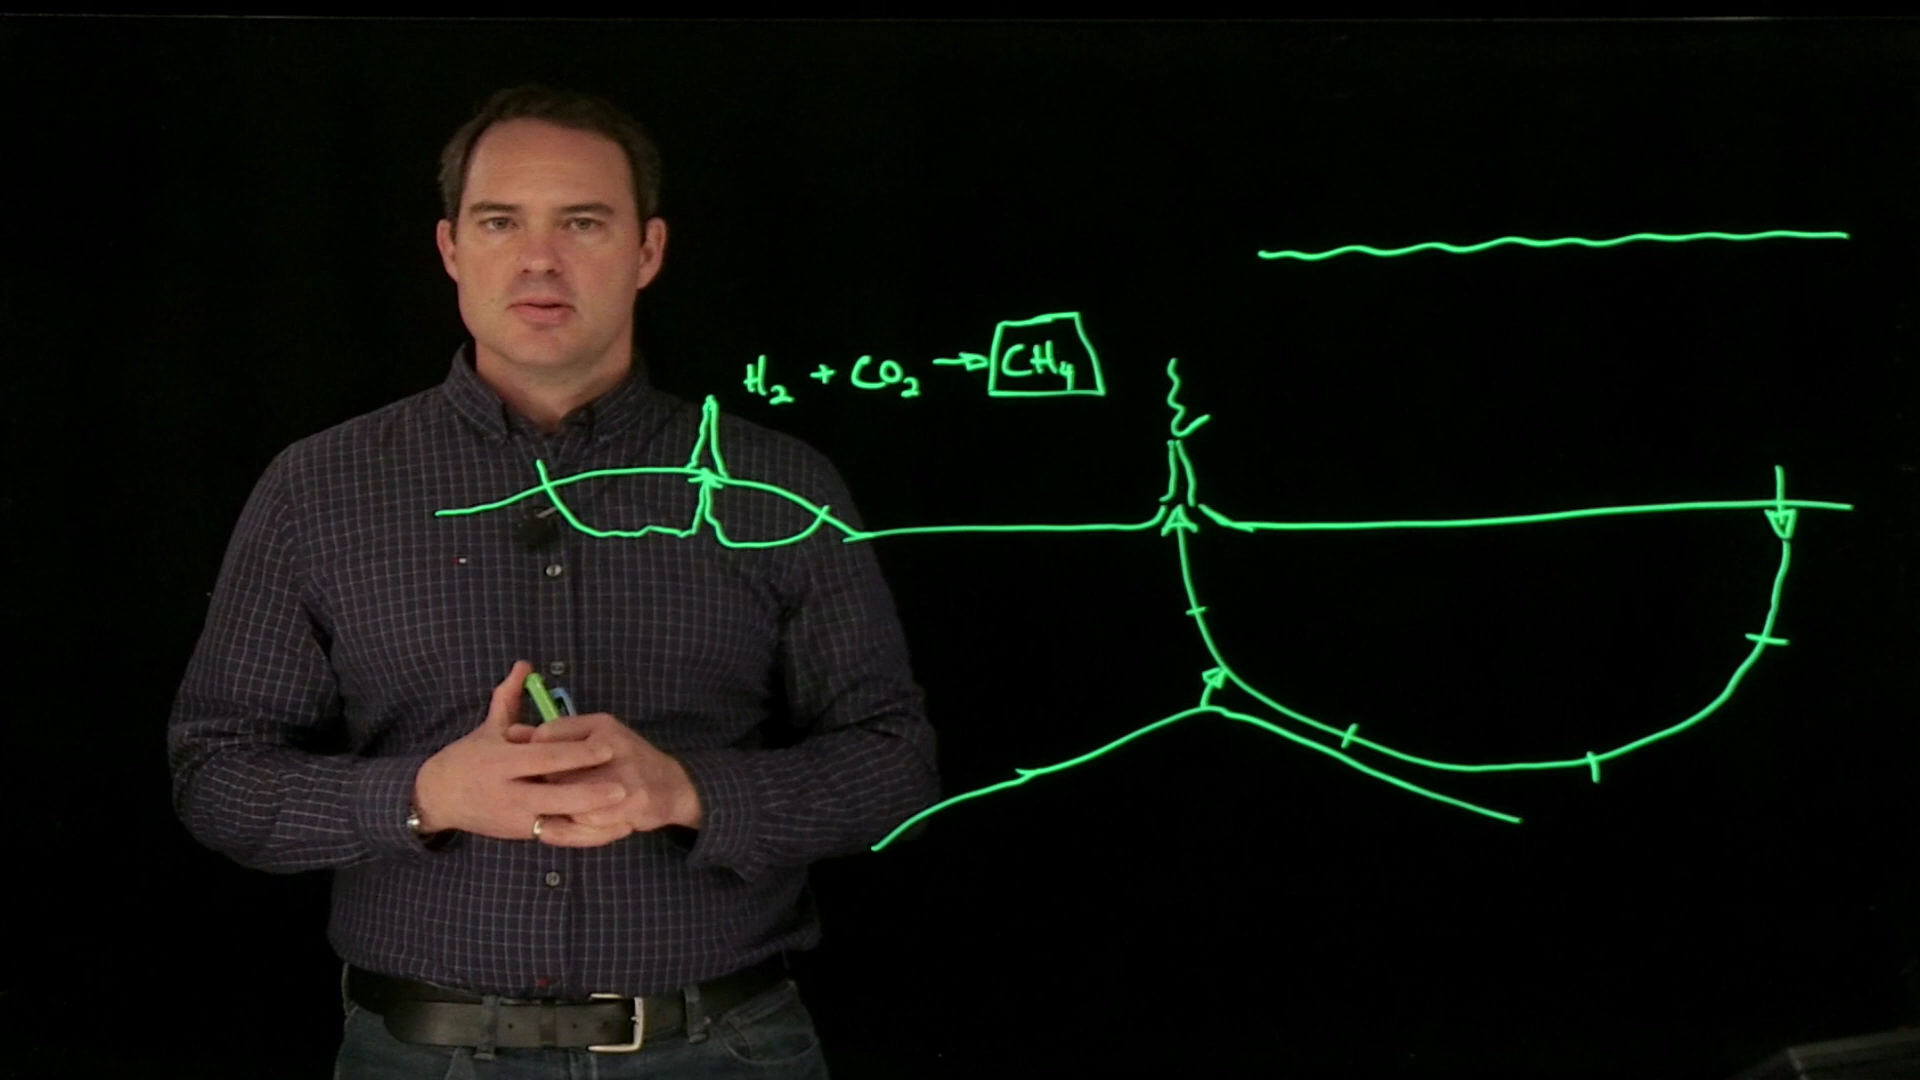 H₂ + CO₂ → CH₄